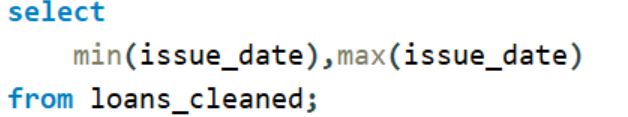 select
    min(issue_date),max(issue_date)
from loans_cleaned;